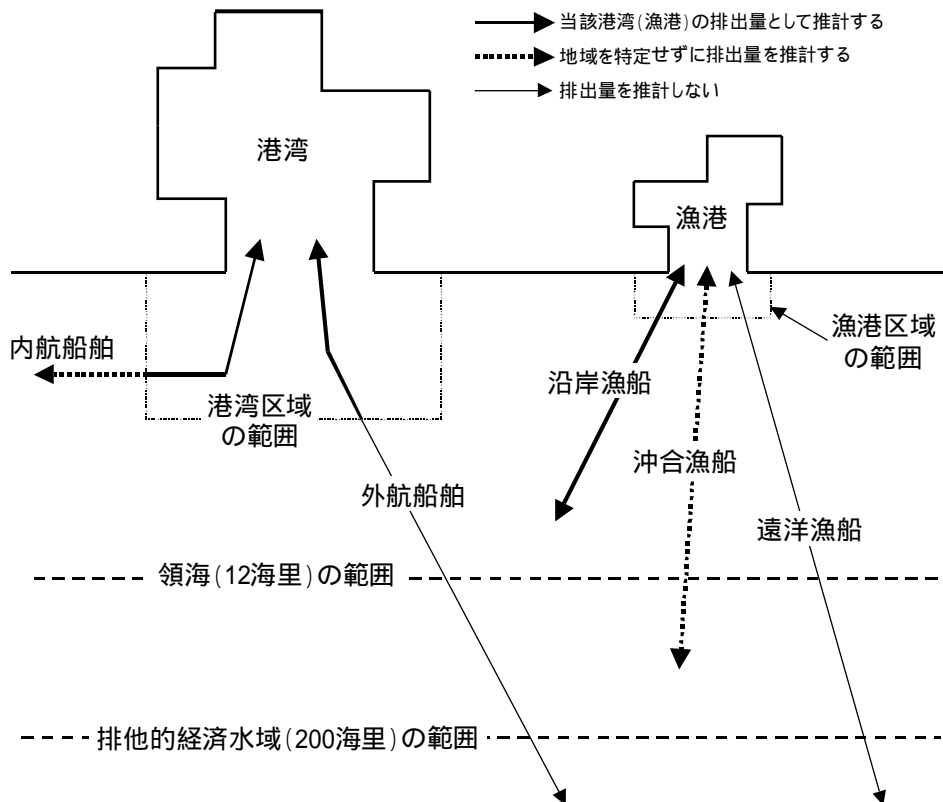 当該港湾(漁港)の排出量として推計する
地域を特定せずに排出量を推計する
排出量を推計しない
港湾
漁港
内航船舶
港湾区域
の範囲
漁港区域
の範囲
沿岸漁船
沖合漁船
外航船舶
遠洋漁船
領海(12海里)の範囲
排他的経済水域(200海里)の範囲